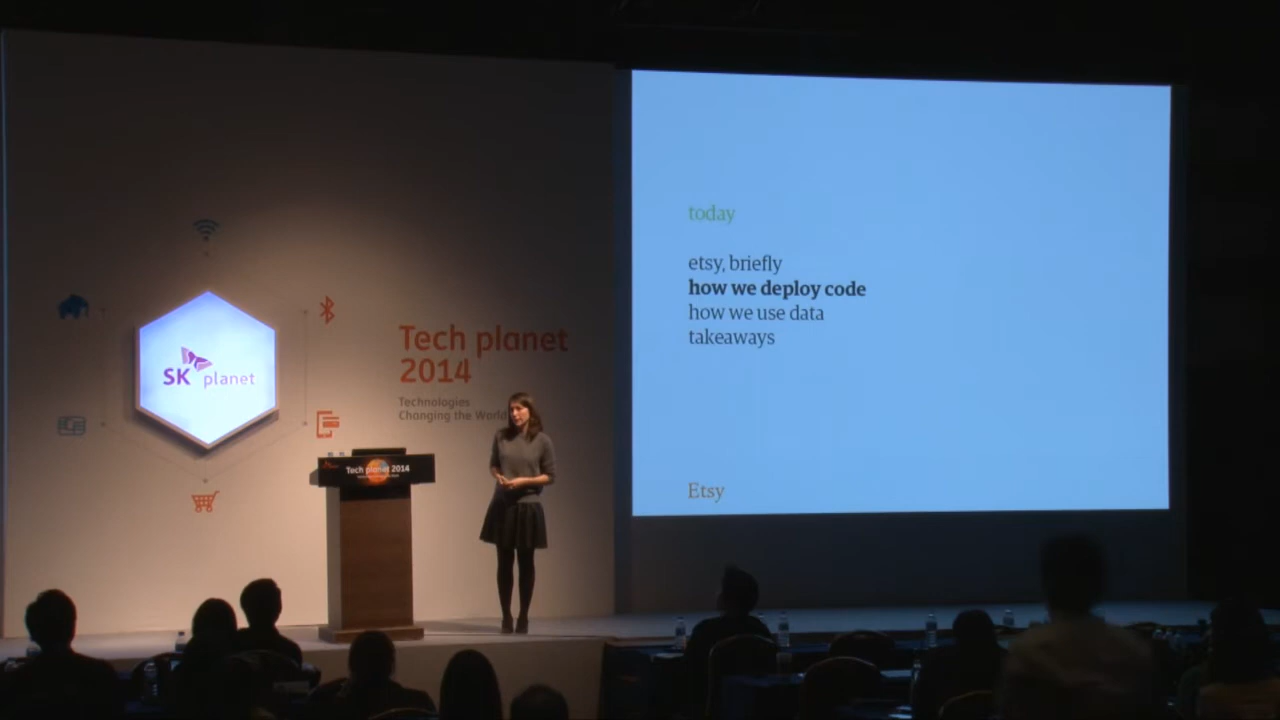 SK planet
Tech planet
2014
Technologies
Changing the World
Tech planet 2014
today
etsy, briefly
how we deploy code
how we use data
takeaways
Etsy